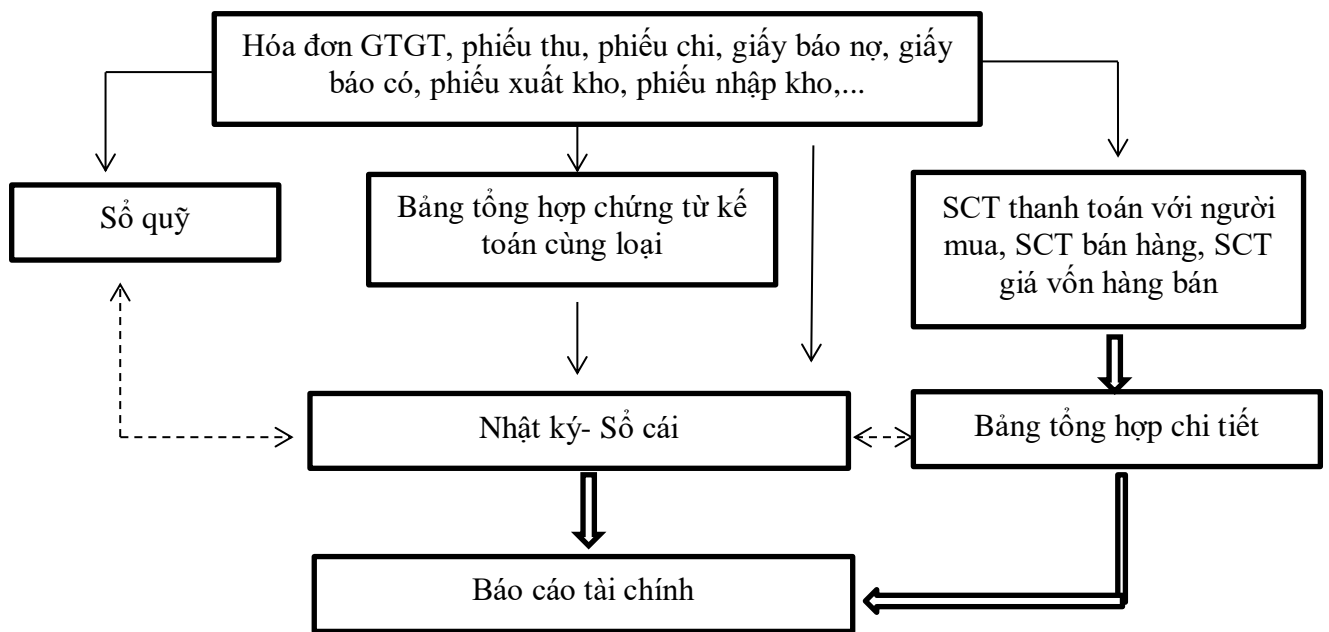 Hóa đơn GTGT, phiếu thu, phiếu chi, giấy báo nợ, giấy
báo có, phiếu xuất kho, phiếu nhập kho,...
Sổ quỹ
Bảng tổng hợp chứng từ kế
toán cùng loại
SCT thanh toán với người
mua, SCT bán hàng, SCT
giá vốn hàng bán
Nhật ký- Sổ cái
Bảng tổng hợp chi tiết
Báo cáo tài chính